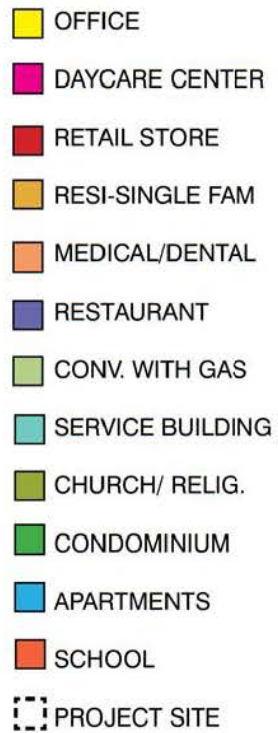 OFFICE
DAYCARE CENTER
RETAIL STORE
RESI-SINGLE FAM
MEDICAL/DENTAL
RESTAURANT
CONV. WITH GAS
SERVICE BUILDING
CHURCH/ RELIG.
CONDOMINIUM
APARTMENTS
SCHOOL
PROJECT SITE